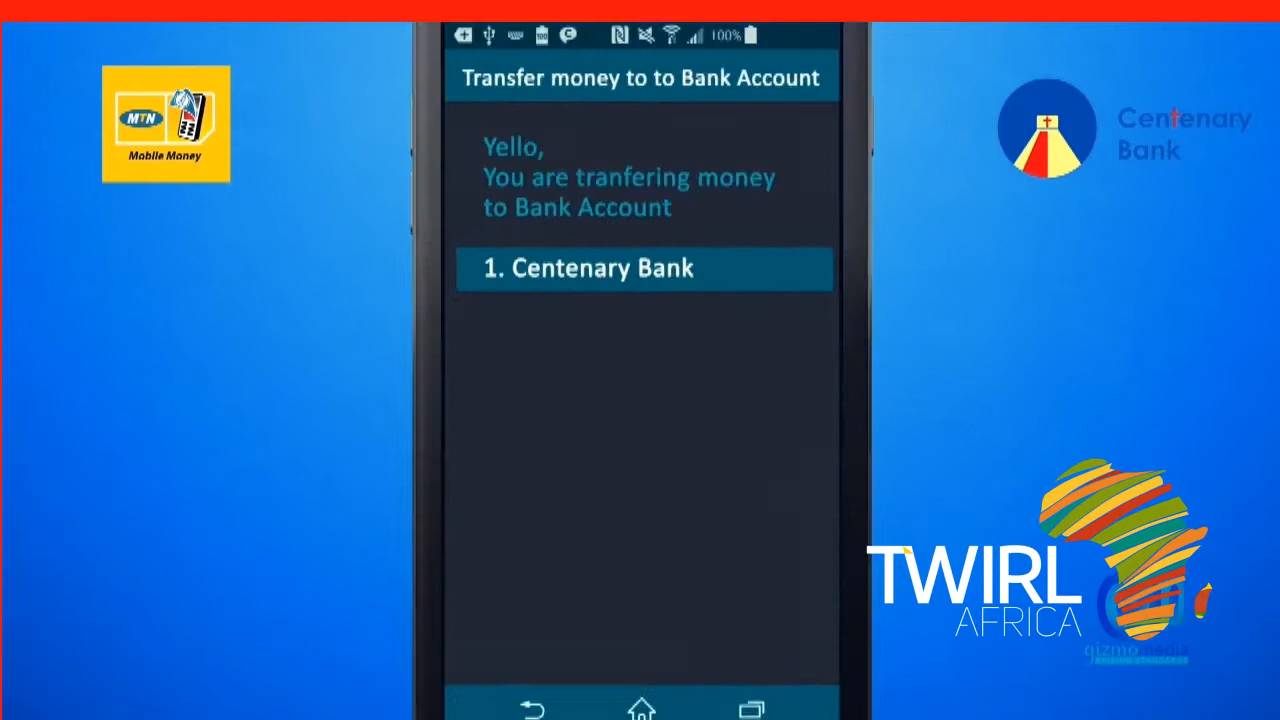 100%
Transfer money to to Bank Account
MTN
Mobile Money
Centenary
Bank
Yello,
You are tranfering money
to Bank Account
1. Centenary Bank
TWIRL
AFRICA
gizmomedia